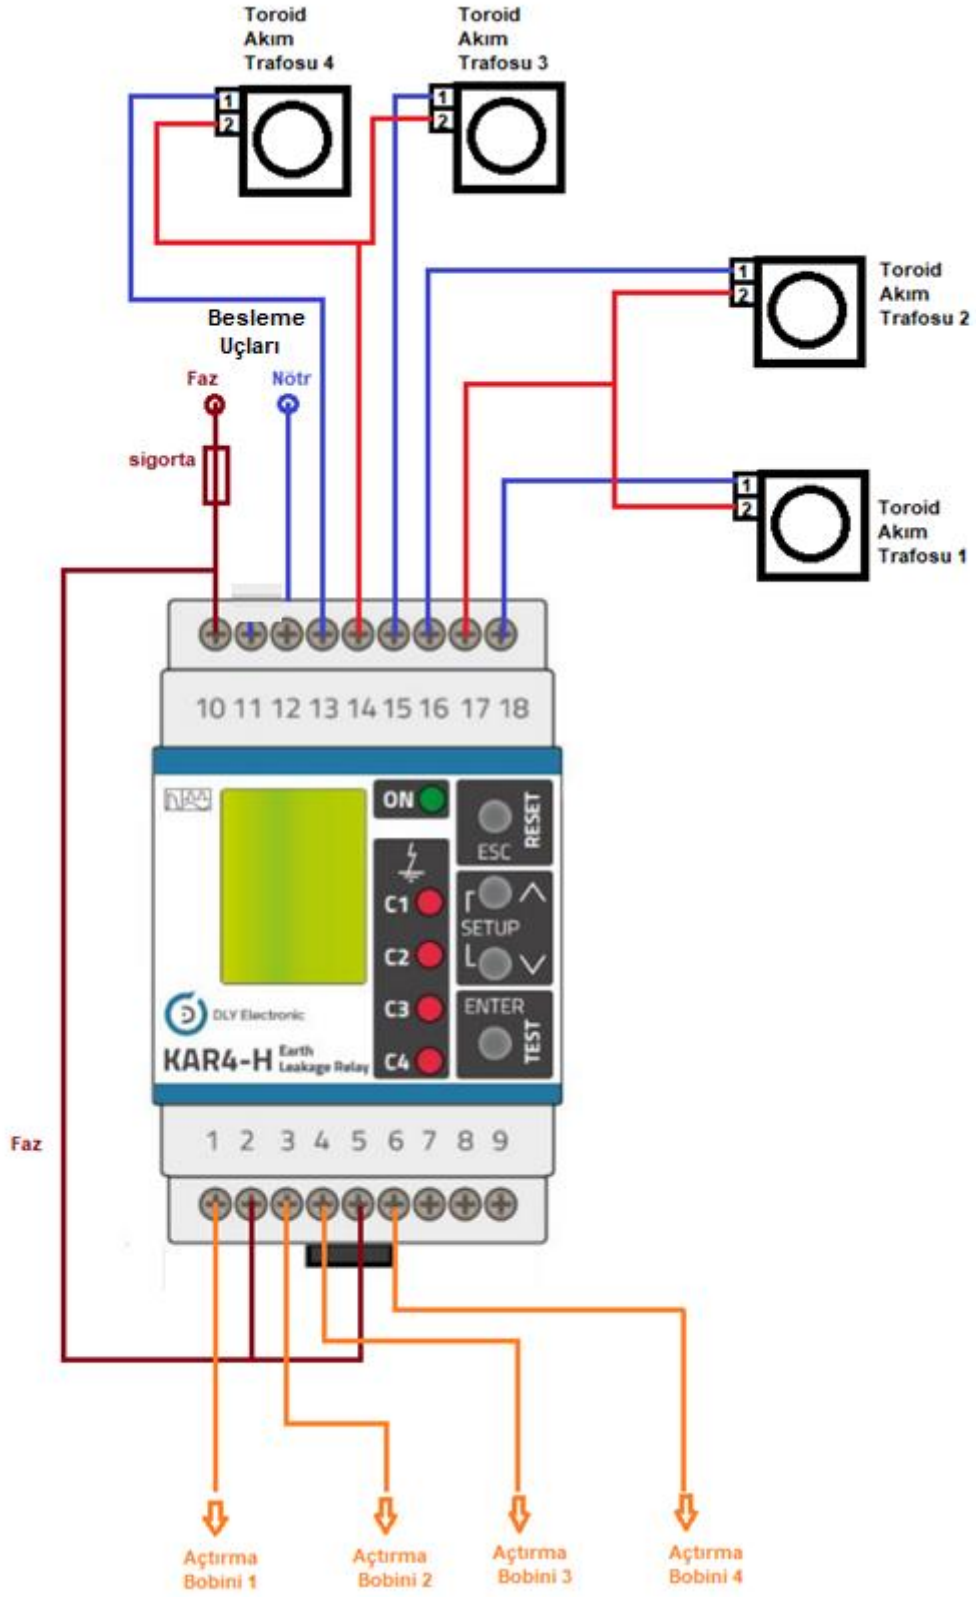 Toroid
Akım
Trafosu 4
Toroid
Akım
Trafosu 3
1
2
1
2
1
2
Toroid
Akım
Trafosu 2
Besleme
Uçları
Faz
Nötr
sigorta
1
2
Toroid
Akım
Trafosu 1
10 11 12 13 14 15 16 17 18
ON
RESET
ESC
C1
SETUP
C2
C3
ENTER
TEST
C4
DLY Electronic
KAR4-H Earth
Leakage Relay
Faz
1 2 3 4 5 6 7 8 9
Açtırma
Bobini 1
Açtırma
Bobini 2
Açtırma
Bobini 3
Açtırma
Bobini 4